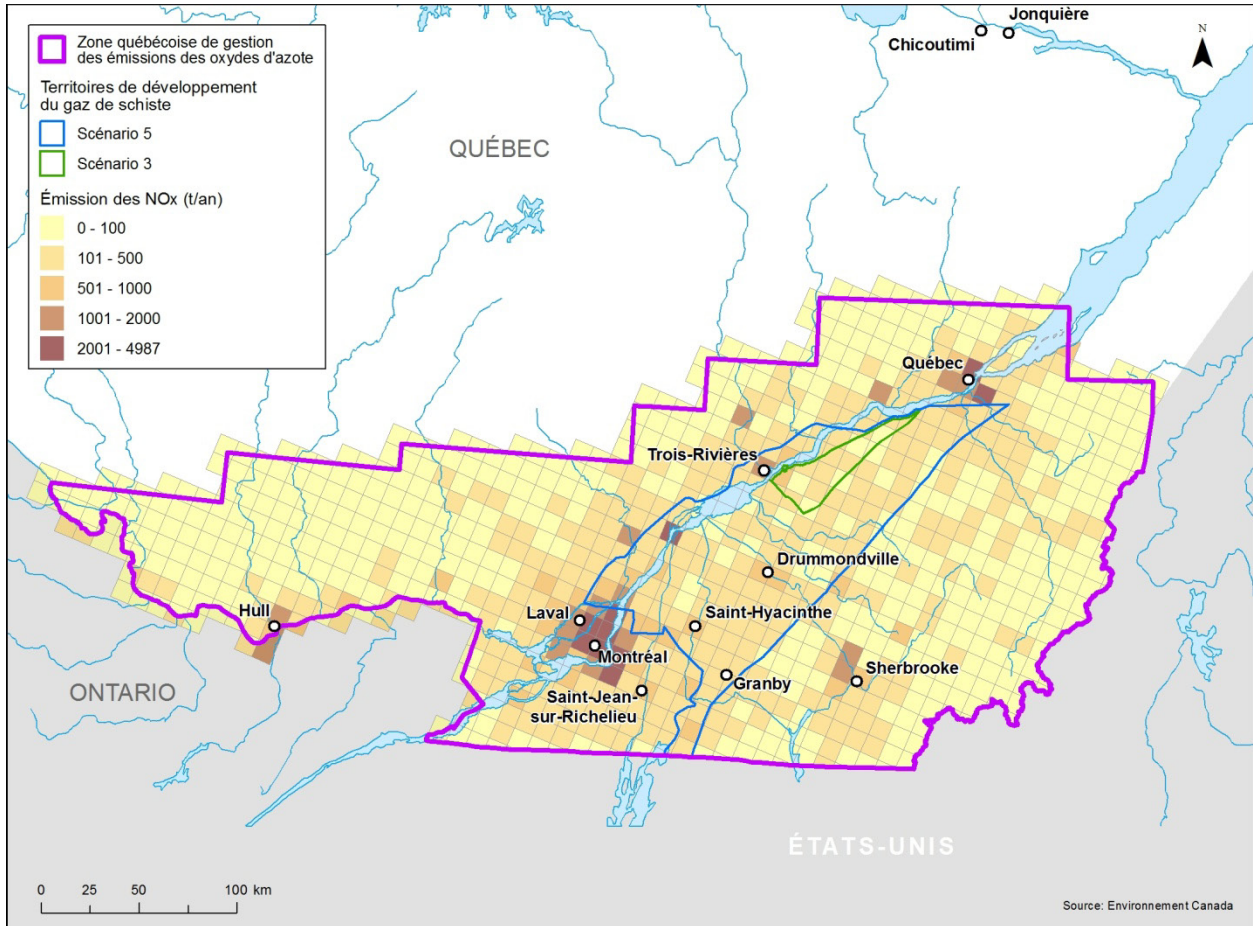 Zone québécoise de gestion
des émissions des oxydes d'azote
Territoires de développement
du gaz de schiste
Scénario 5
Scénario 3
Émission des NOx (t/an)
0 - 100
101 - 500
501 - 1000
1001 - 2000
2001 - 4987
Jonquière
Chicoutimi
N
QUÉBEC
Québec
Trois-Rivières
Drummondville
Hull
Laval
Saint-Hyacinthe
Montréal
Sherbrooke
Granby
Saint-Jean-
sur-Richelieu
ONTARIO
ÉTATS-UNIS
0 25 50 100 km
Source: Environnement Canada